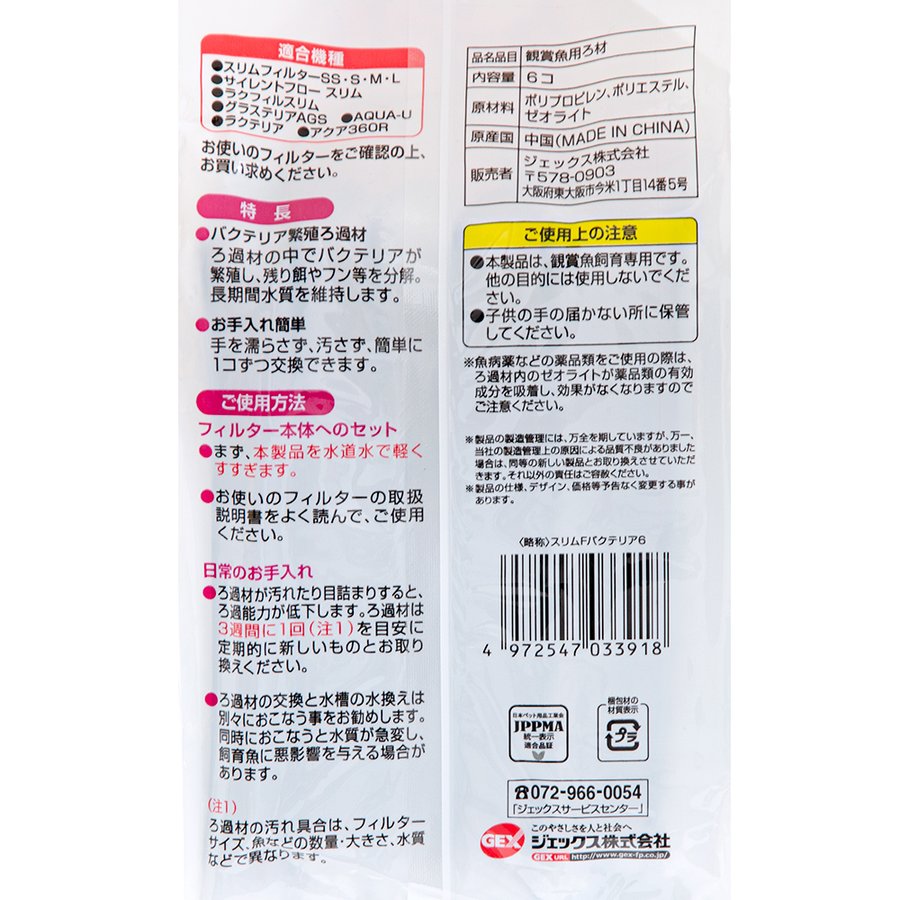 適合機種
●スリムフィルターSS・S・M・L
●サイレントフロー スリム
●ラクフィルスリム
●グラステリアAGS ●AQUA-U
●ラクテリア ●アクア360R
お使いのフィルターをご確認の上、
お買い求めください。
特長
●バクテリア繁殖ろ過材
ろ過材の中でバクテリアが
繁殖し、残り餌やフン等を分解。
長期間水質を維持します。
●お手入れ簡単
手を濡らさず、汚さず、簡単に
1コずつ交換できます。
ご使用方法
フィルター本体へのセット
●まず、本製品を水道水で軽く
すすぎます。
●お使いのフィルターの取扱
説明書をよく読んで、ご使用
ください。
日常のお手入れ
●ろ過材が汚れたり目詰まりすると、
ろ過能力が低下します。ろ過材は
3週間に1回(注1)を目安に
定期的に新しいものとお取り
換えください。
●ろ過材の交換と水槽の水換えは
別々におこなう事をお勧めします。
同時におこなうと水質が急変し、
飼育魚に悪影響を与える場合が
あります。
(注1)
ろ過材の汚れ具合は、フィルター
サイズ、魚などの数量・大きさ、水質
などで異なります。
品名品目 観賞魚用ろ材
内容量 6コ
原材料 ポリプロピレン、ポリエステル、
ゼオライト
原産国 中国(MADE IN CHINA)
販売者 ジェックス株式会社
〒578-0903
大阪府東大阪市今米1丁目14番5号
ご使用上の注意
●本製品は、観賞魚飼育専用です。
他の目的には使用しないでくだ
さい。
●子供の手の届かない所に保管
してください。
※魚病薬などの薬品類をご使用の際は、
ろ過材内のゼオライトが薬品類の有効
成分を吸着し、効果がなくなりますので
ご注意ください。
※製品の製造管理には、万全を期していますが、万一、
当社の製造管理上の原因による品質不良がありました
場合は、同等の新しい製品とお取り換えさせていただ
きます。それ以外の責任はご容赦ください。
※製品の仕様、デザイン、価格等予告なく変更する事が
あります。
〈略称〉スリムFバクテリア6
4 972547 033918
日本ペット用品工業会
JPPMA
統一表示
適合品証
梱包材の
材質表示
プラ
☎072-966-0054
「ジェックスサービスセンター」
このやさしさを人と社会へ
GEX ジェックス株式会社
GEX URL http://www.gex-fp.co.jp/